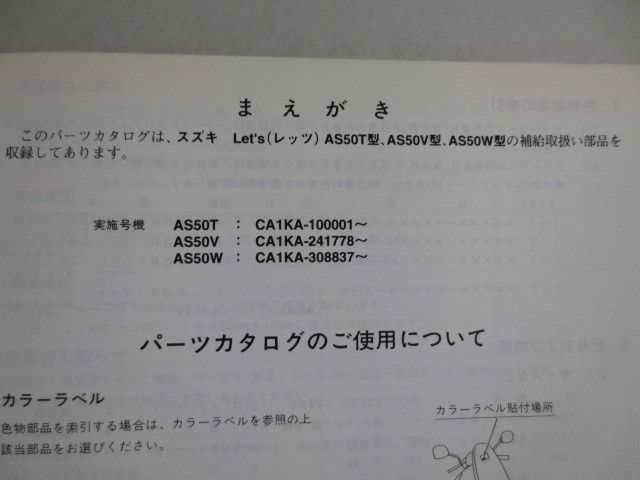 まえがき
このパーツカタログは、スズキ Let's(レッツ) AS50T型、AS50V型、AS50W型の補給取扱い部品を
収録してあります。
実施号機 AS50T : CA1KA-100001〜
AS50V : CA1KA-241778〜
AS50W : CA1KA-308837〜
パーツカタログのご使用について
カラーラベル
色物部品を索引する場合は、カラーラベルを参照の上
該当部品をお選びください。
カラーラベル貼付場所